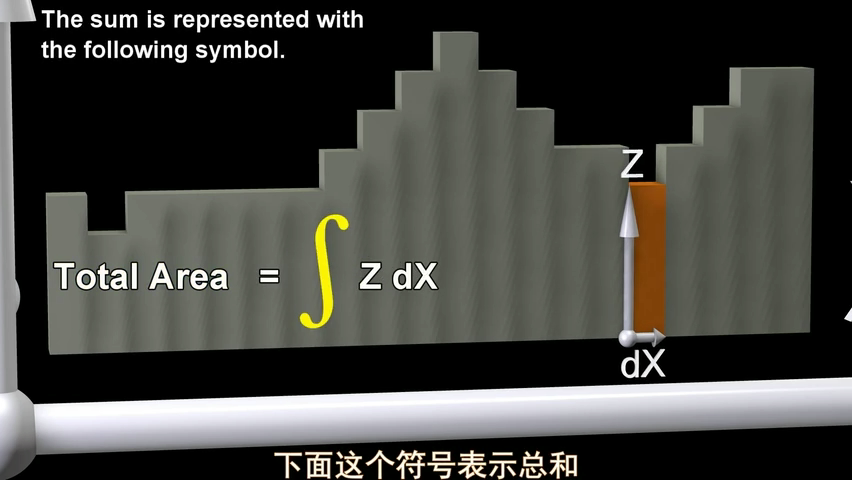 The sum is represented with
the following symbol.
Z
Total Area = ∫ Z dX
dX
下面这个符号表示总和